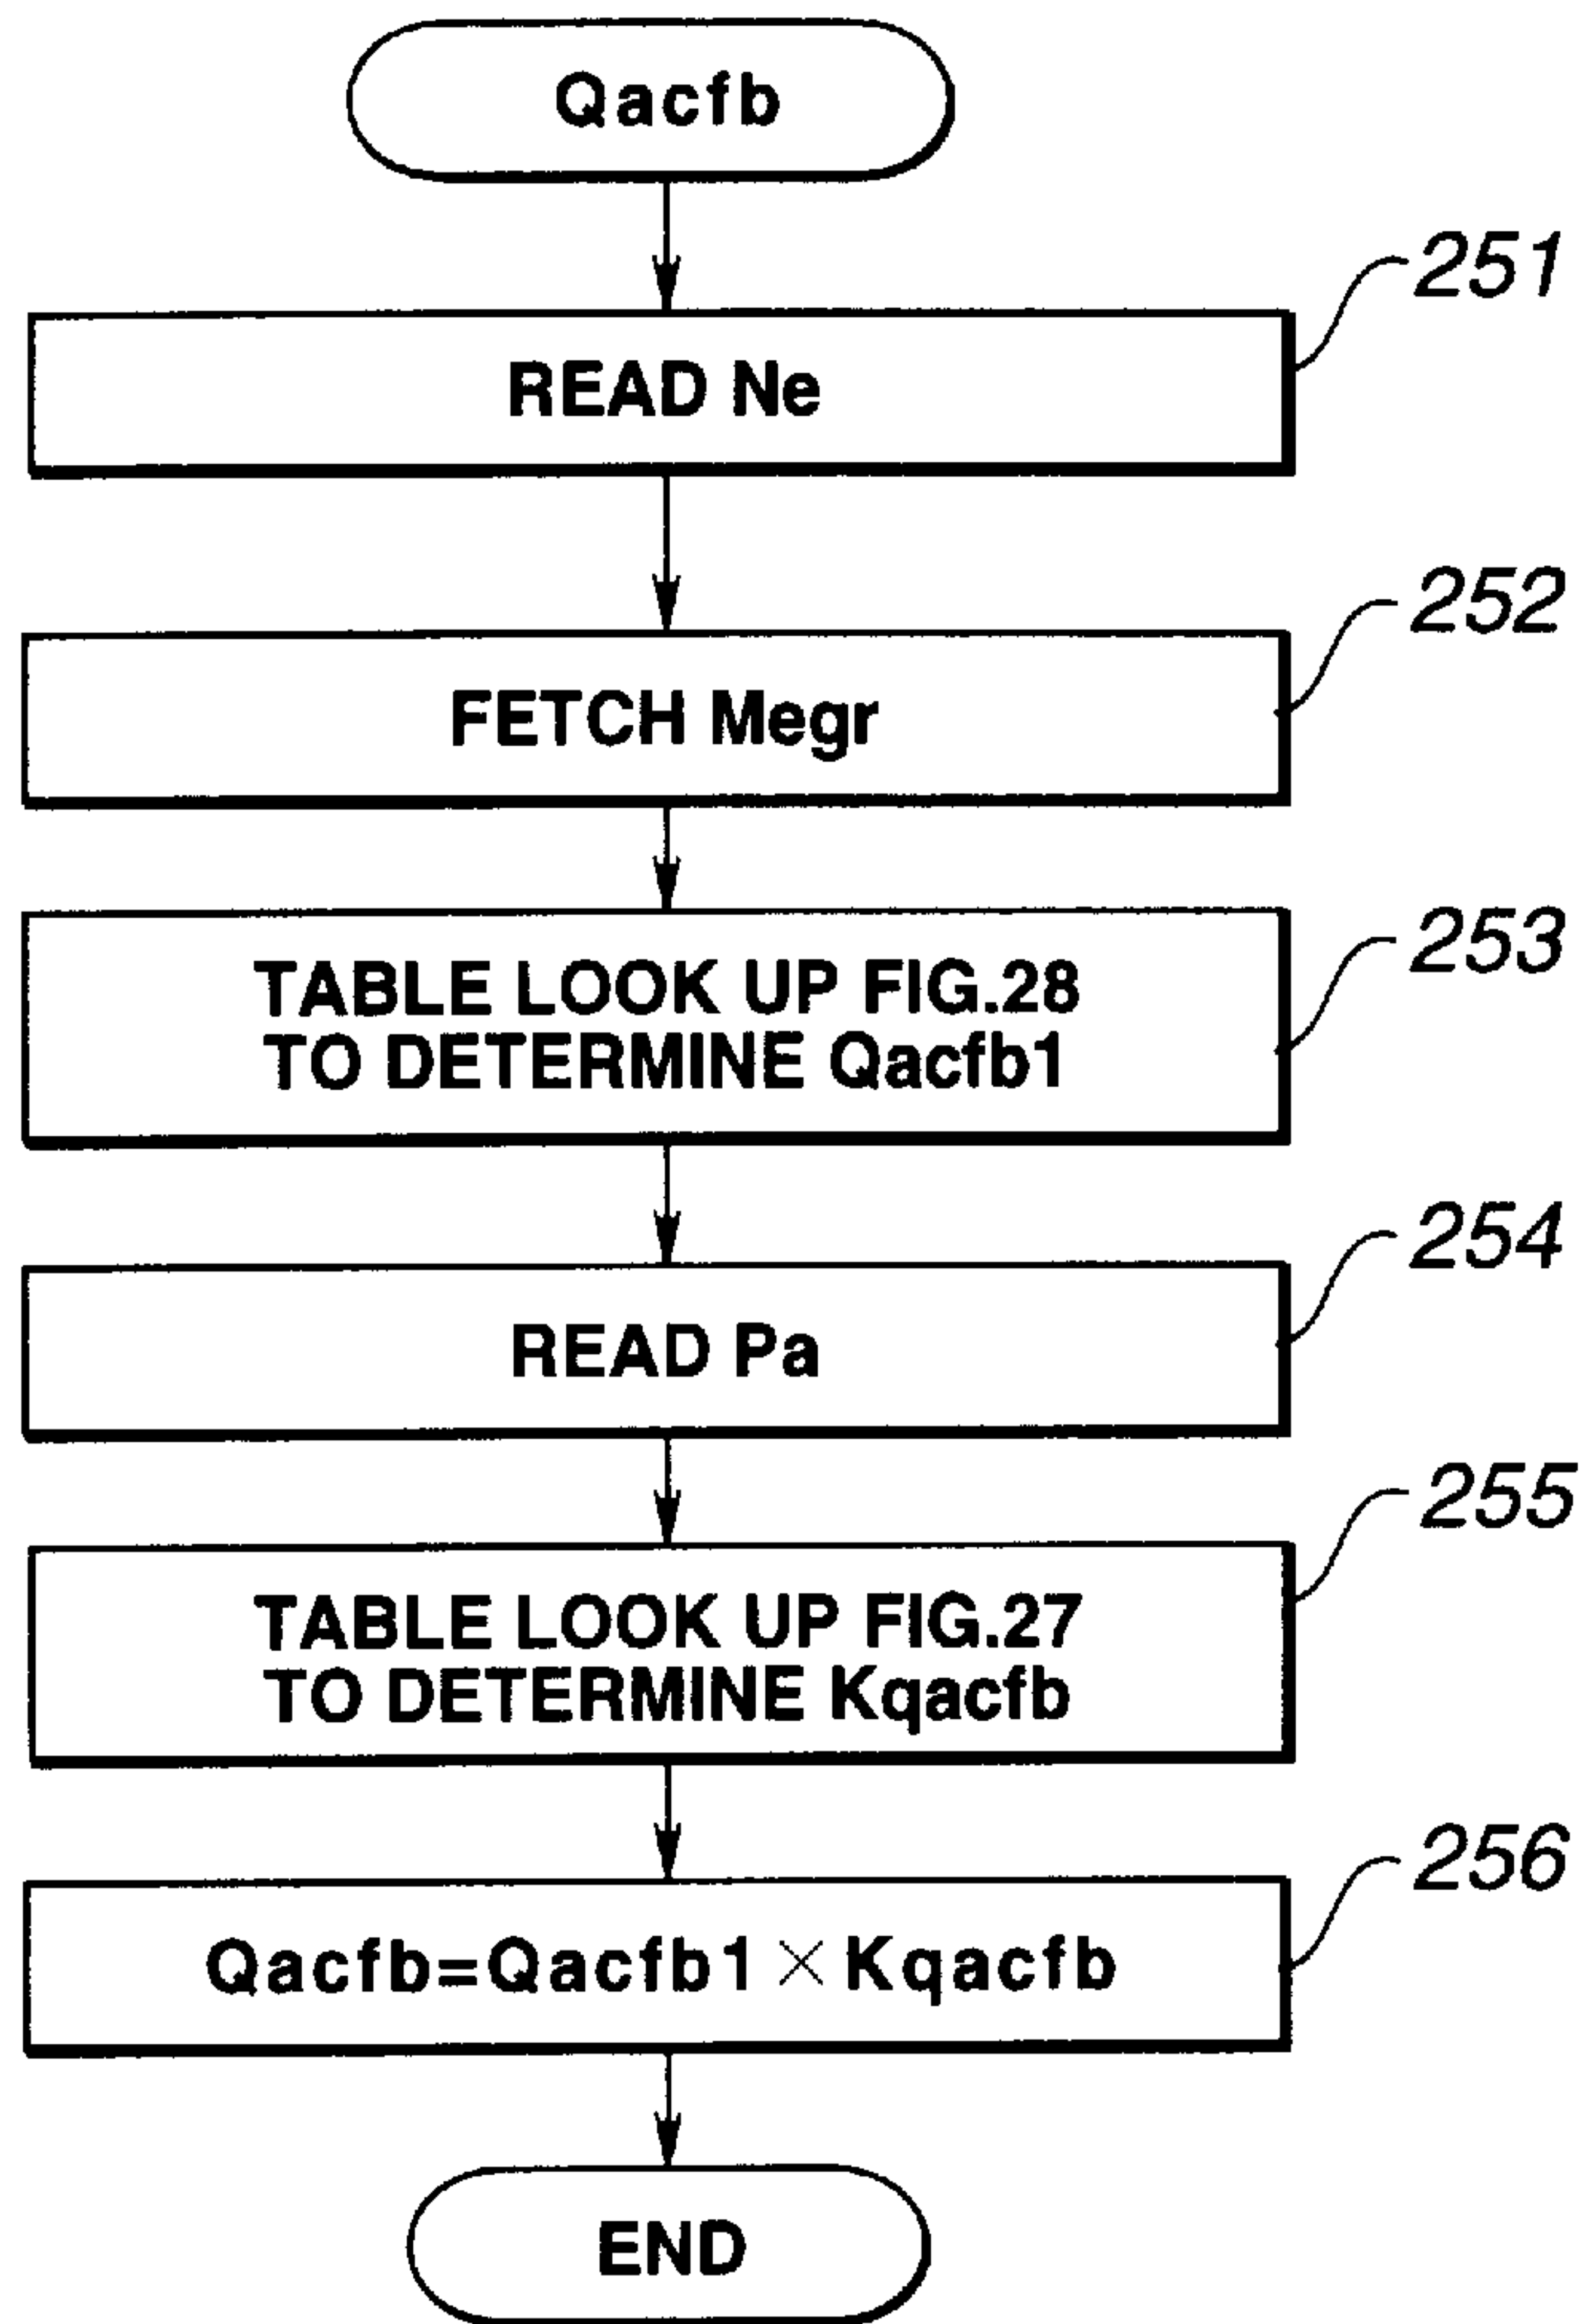 Qacfb
251
READ Ne
252
FETCH Megr
253
TABLE LOOK UP FIG.28
TO DETERMINE Qacfb1
254
READ Pa
255
TABLE LOOK UP FIG.27
TO DETERMINE Kqacfb
256
Qacfb=Qacfb1×Kqacfb
END